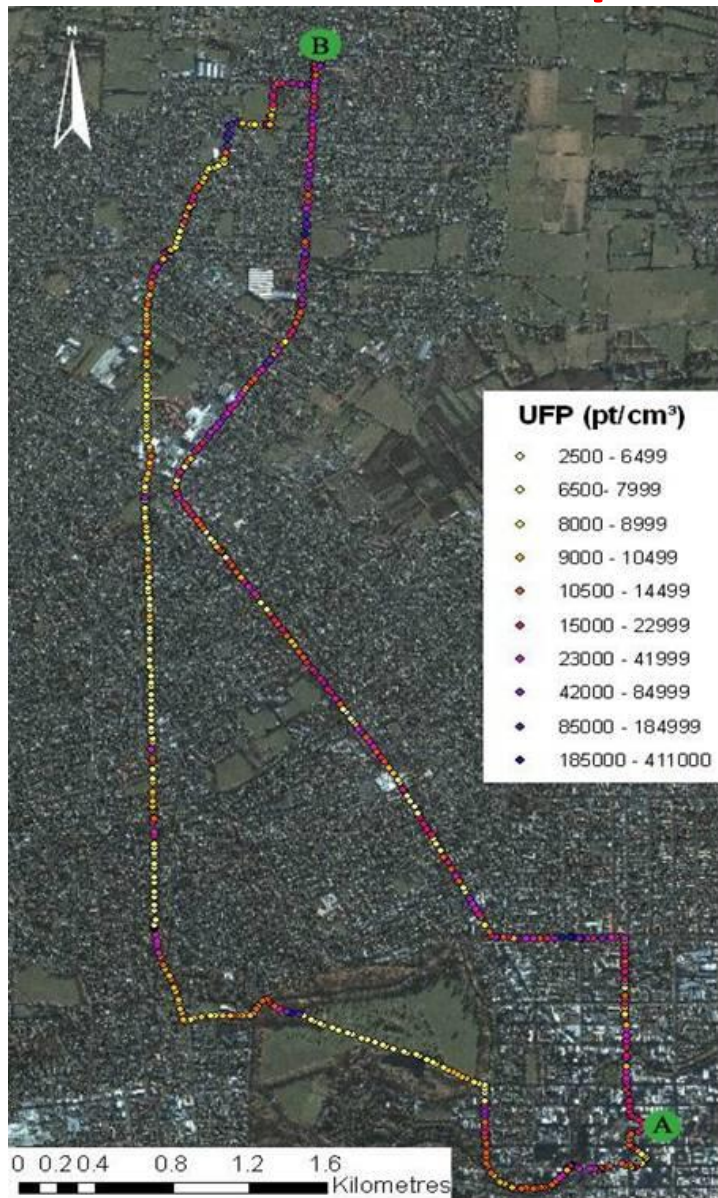 N
B
UFP (pt/cm³)
2500 - 6499
6500- 7999
8000 - 8999
9000 - 10499
10500 - 14499
15000 - 22999
23000 - 41999
42000 - 84999
85000 - 184999
185000 - 411000
A
0 0.2 0.4 0.8 1.2 1.6
Kilometres